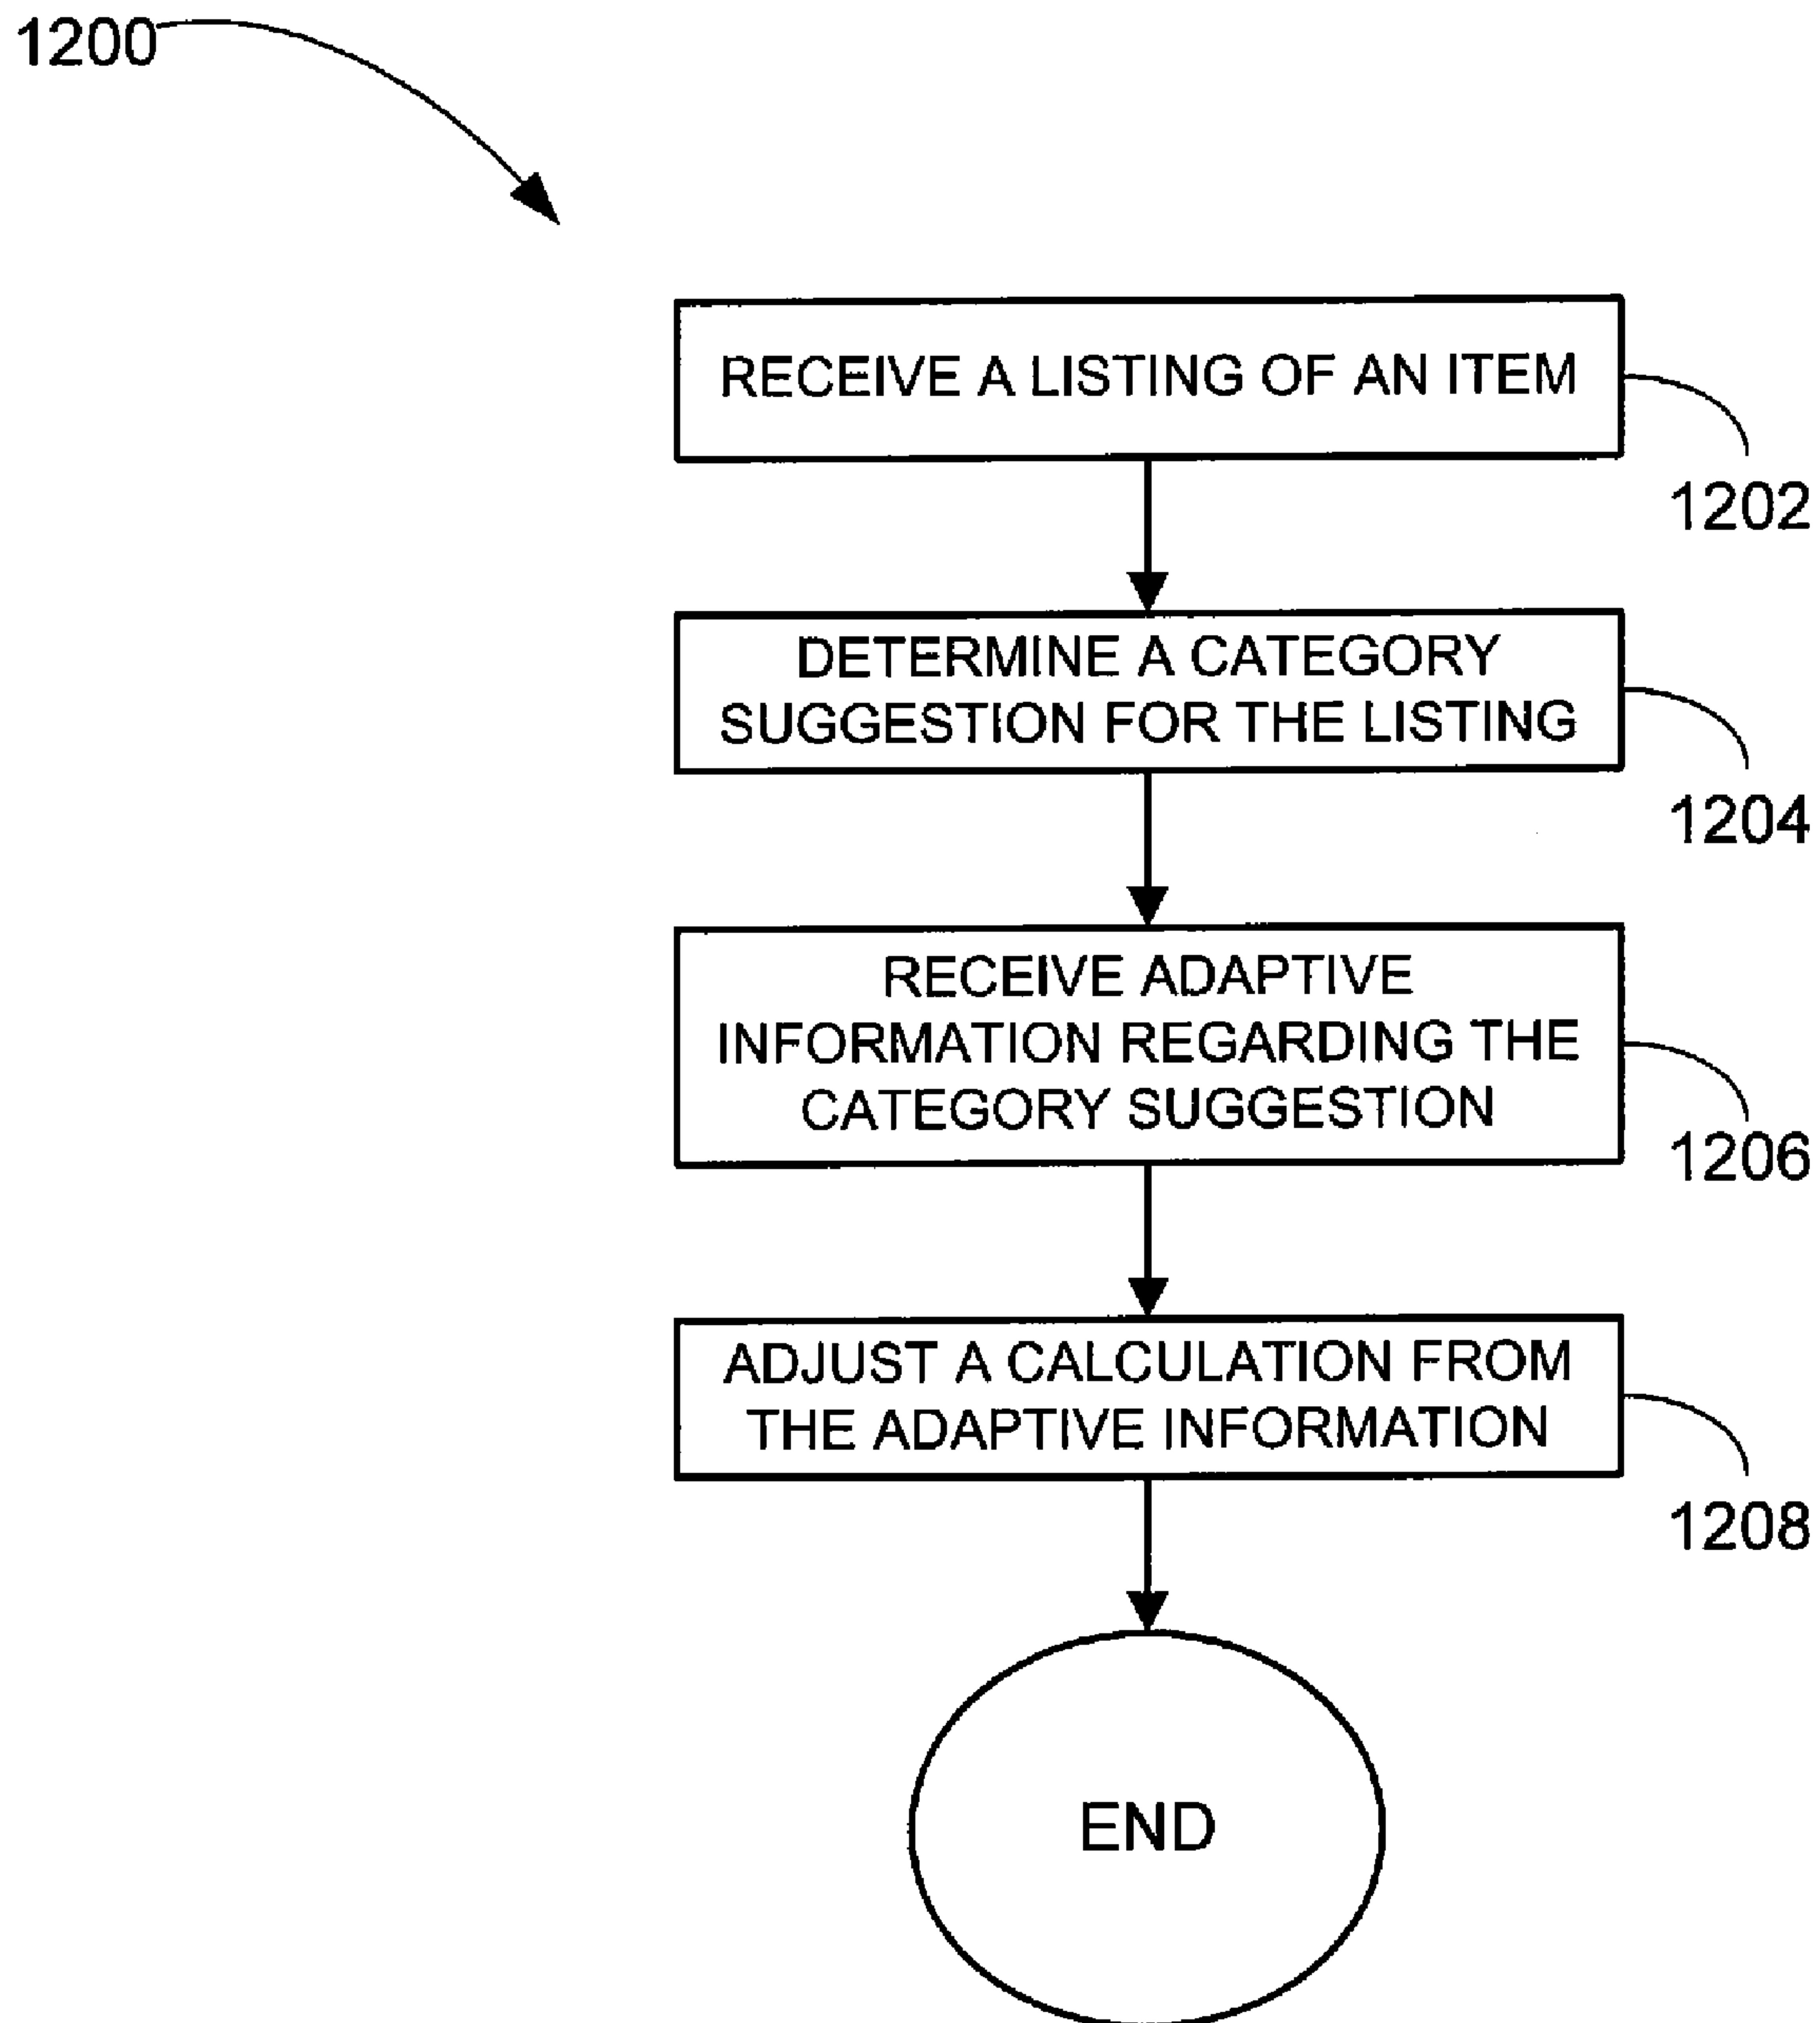 1200
RECEIVE A LISTING OF AN ITEM
1202
DETERMINE A CATEGORY
SUGGESTION FOR THE LISTING
1204
RECEIVE ADAPTIVE
INFORMATION REGARDING THE
CATEGORY SUGGESTION
1206
ADJUST A CALCULATION FROM
THE ADAPTIVE INFORMATION
1208
END